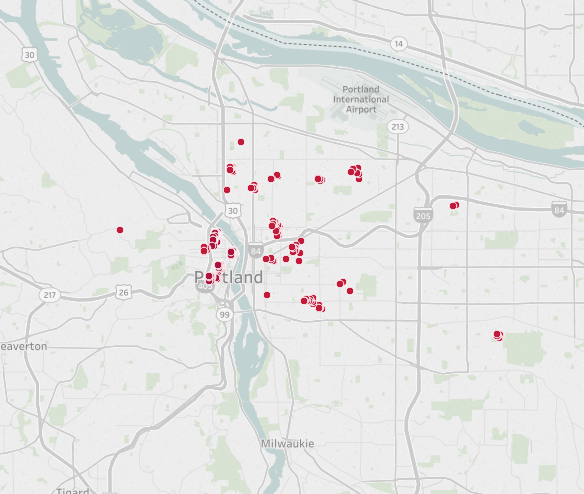 30
14
Portland
International
Airport
213
30
205
84
84
Portland
217
26
99
eaverton
Milwaukie
Tigard